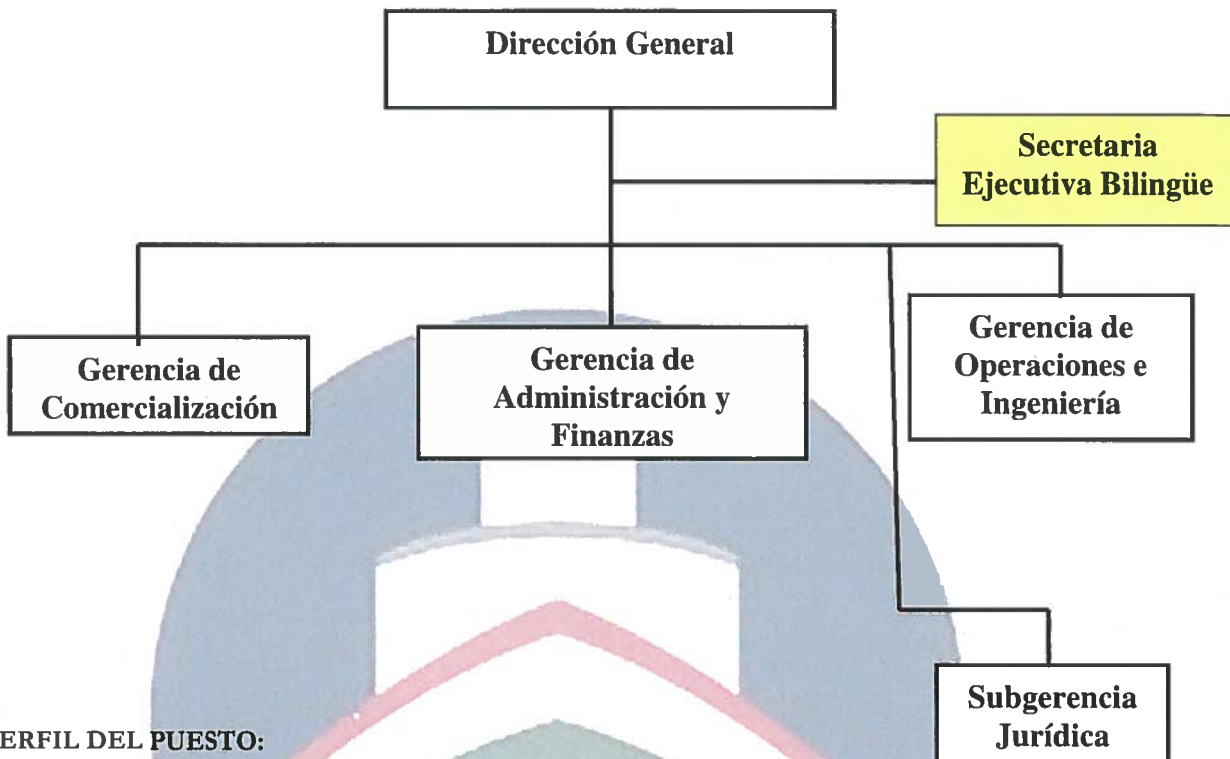 Dirección General
Secretaria
Ejecutiva Bilingüe
Gerencia de
Comercialización
Gerencia de
Administración y
Finanzas
Gerencia de
Operaciones e
Ingeniería
Subgerencia
Jurídica
ERFIL DEL PUESTO: